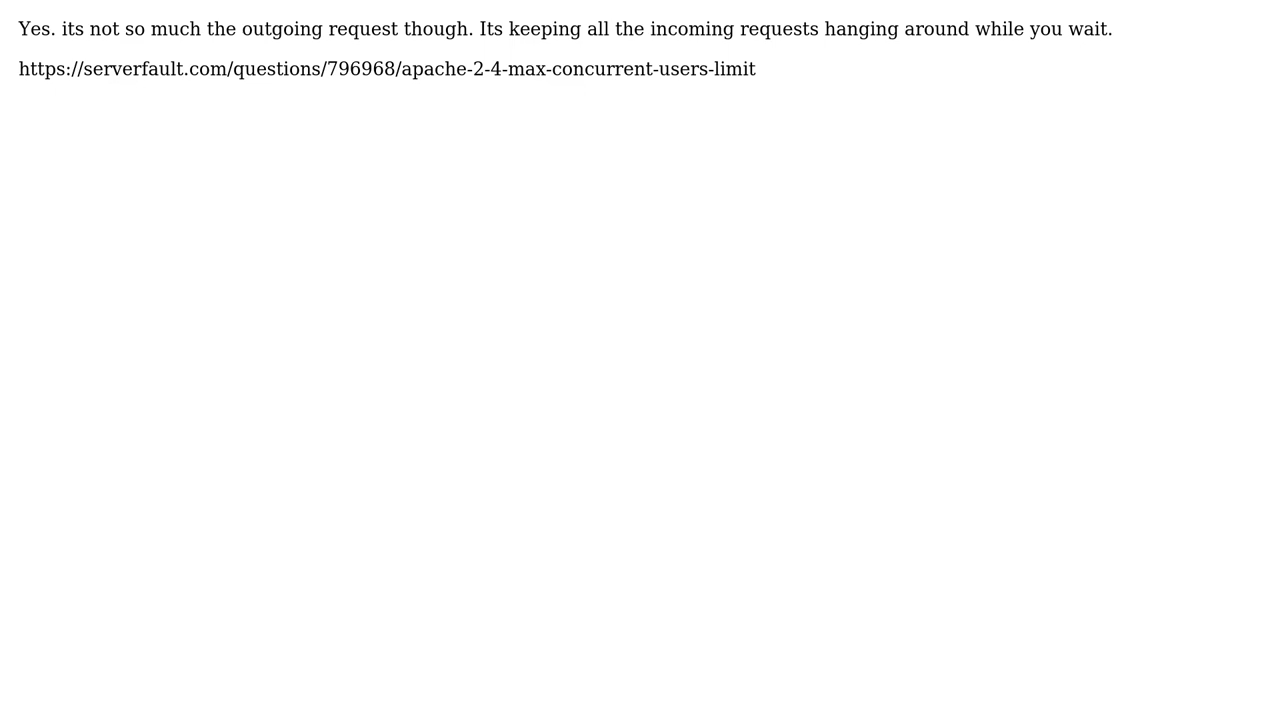 Yes. its not so much the outgoing request though. Its keeping all the incoming requests hanging around while you wait.
https://serverfault.com/questions/796968/apache-2-4-max-concurrent-users-limit